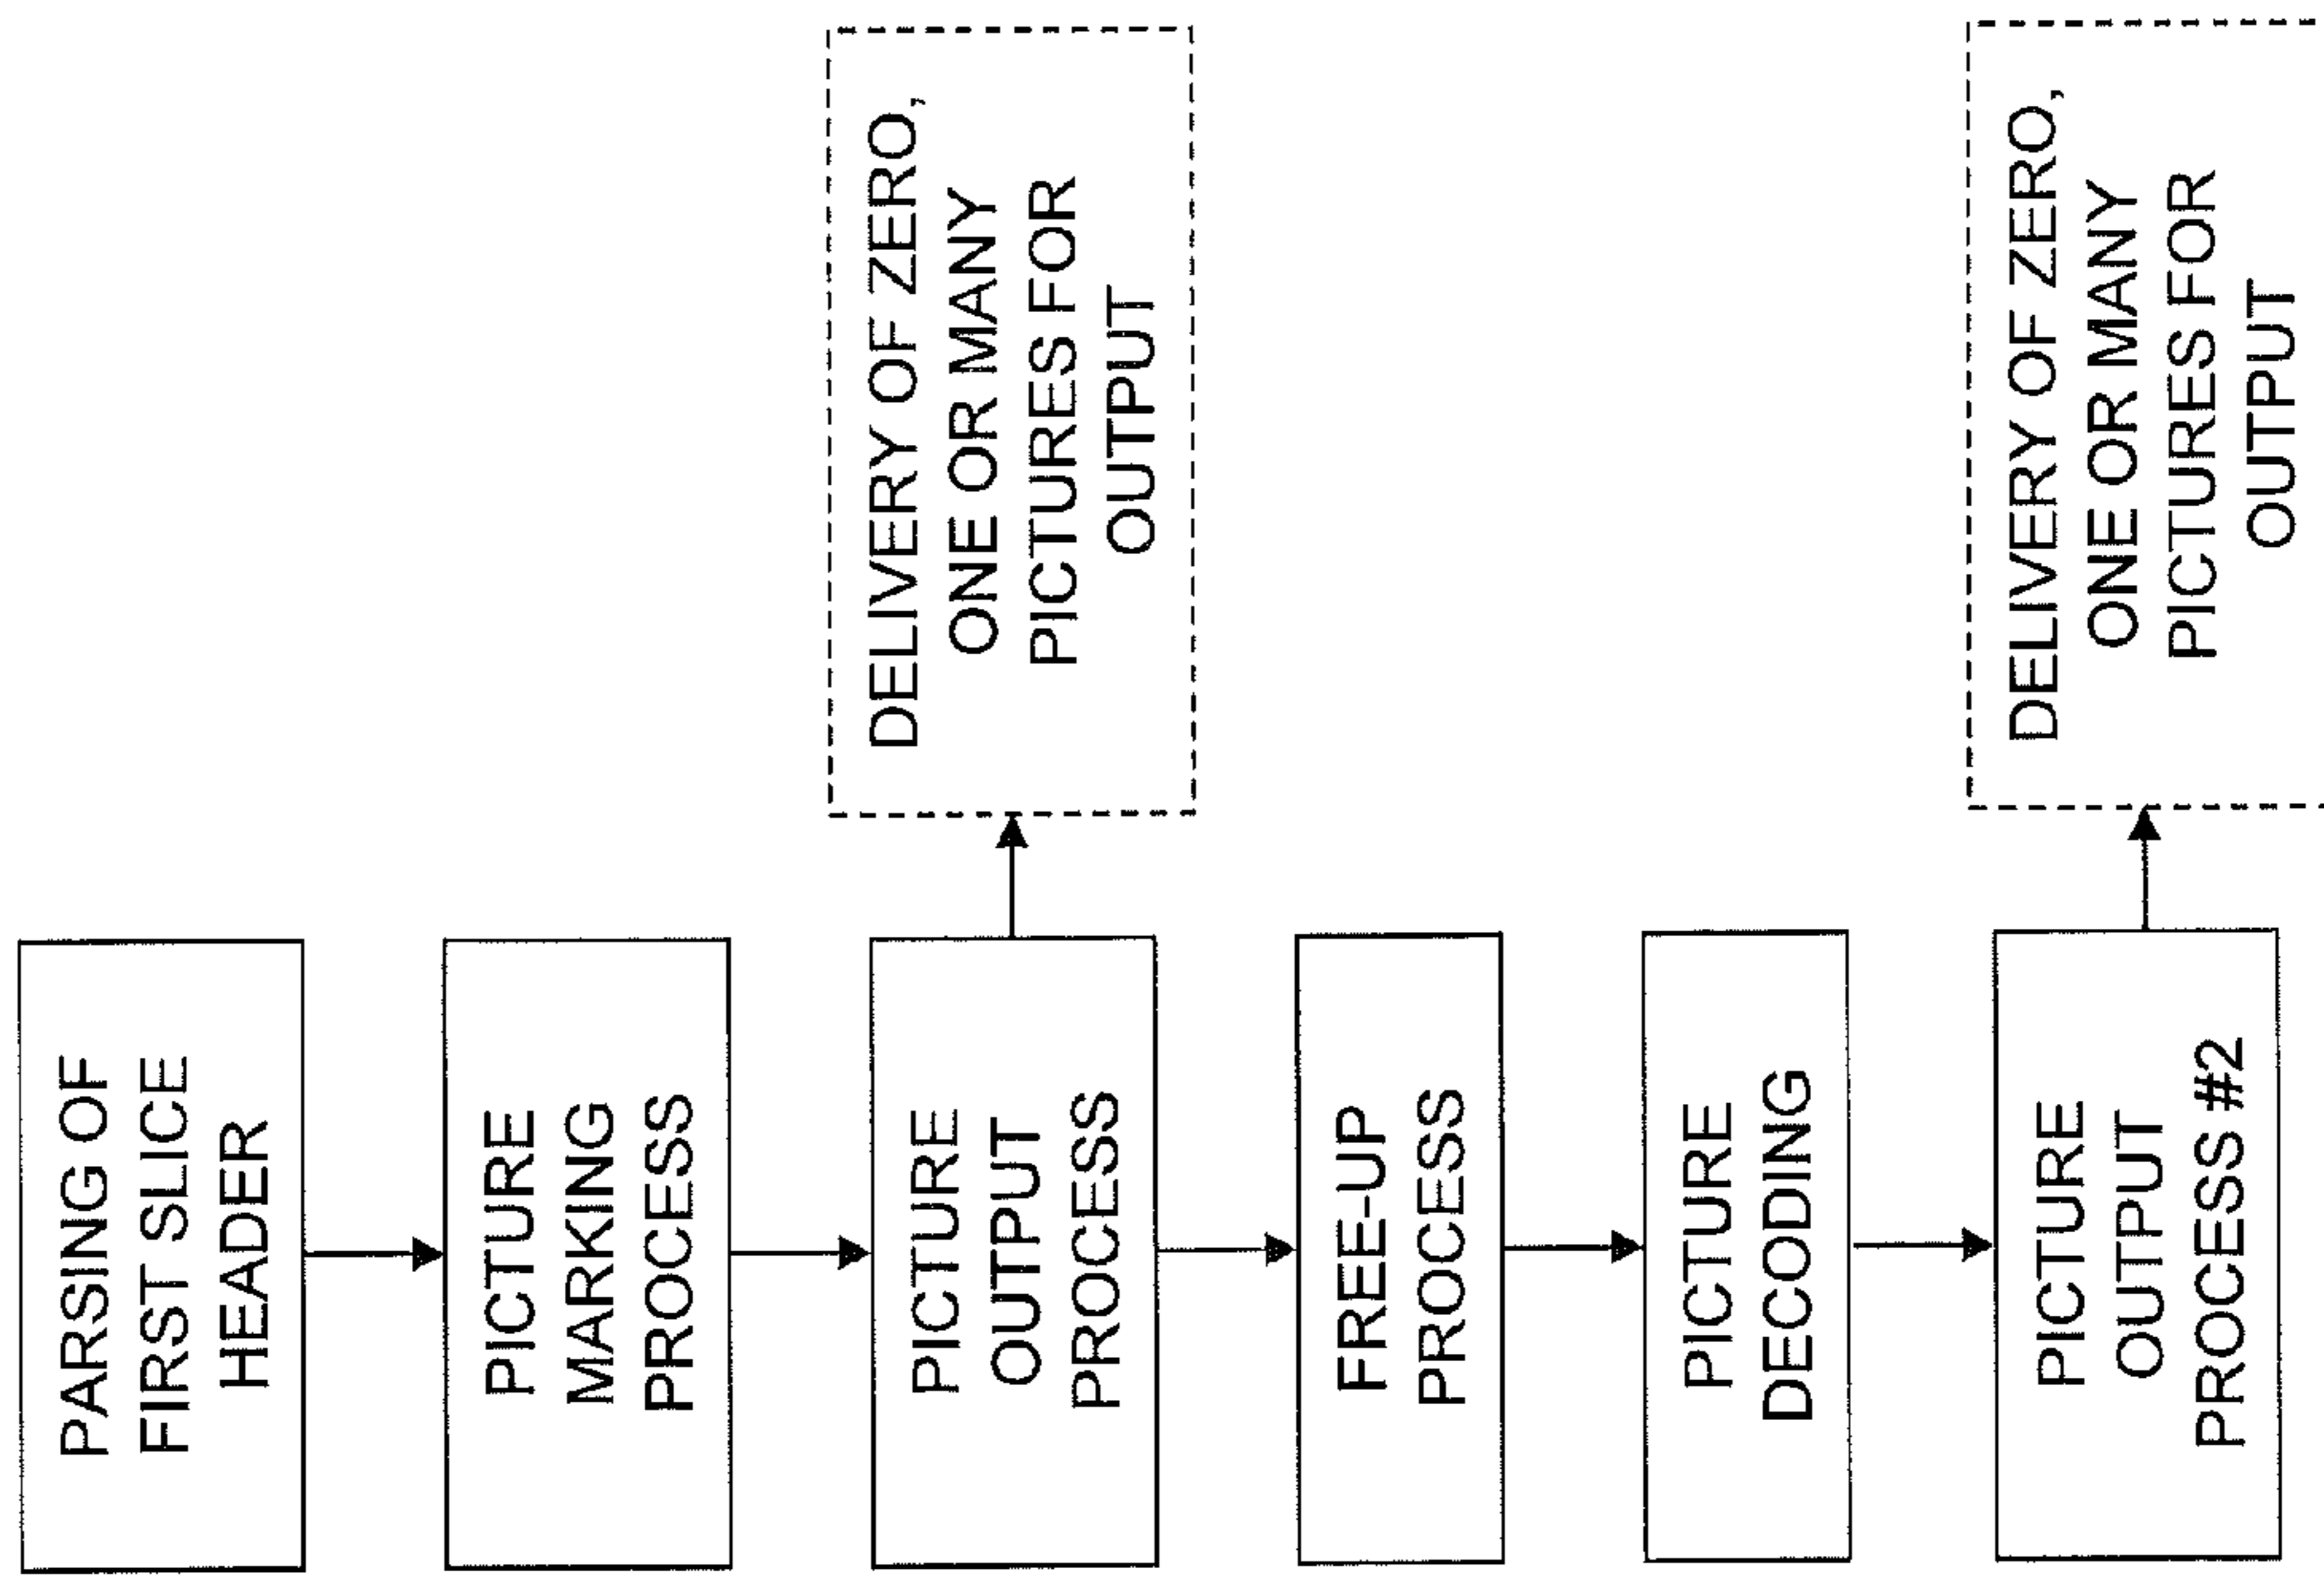 PARSING OF
FIRST SLICE
HEADER
PICTURE
MARKING
PROCESS
PICTURE
OUTPUT
PROCESS
DELIVERY OF ZERO,
ONE OR MANY
PICTURES FOR
OUTPUT
FREE-UP
PROCESS
PICTURE
DECODING
PICTURE
OUTPUT
PROCESS #2
DELIVERY OF ZERO,
ONE OR MANY
PICTURES FOR
OUTPUT